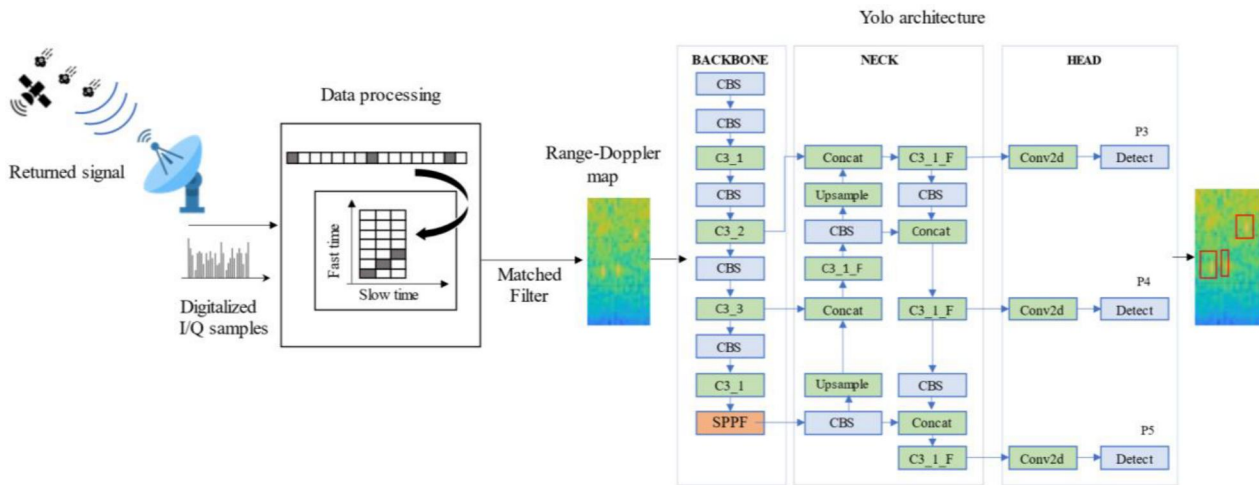 Yolo architecture
Returned signal
Digitalized
I/Q samples
Data processing
Fast time
Slow time
Matched
Filter
Range-Doppler
map
BACKBONE
CBS
CBS
C3_1
CBS
C3_2
CBS
C3_3
CBS
C3_1
SPPF
NECK
Concat
C3_1_F
Upsample
CBS
CBS
Concat
C3_1_F
Concat
C3_1_F
Upsample
CBS
CBS
Concat
C3_1_F
HEAD
P3
Conv2d
Detect
P4
Conv2d
Detect
P5
Conv2d
Detect